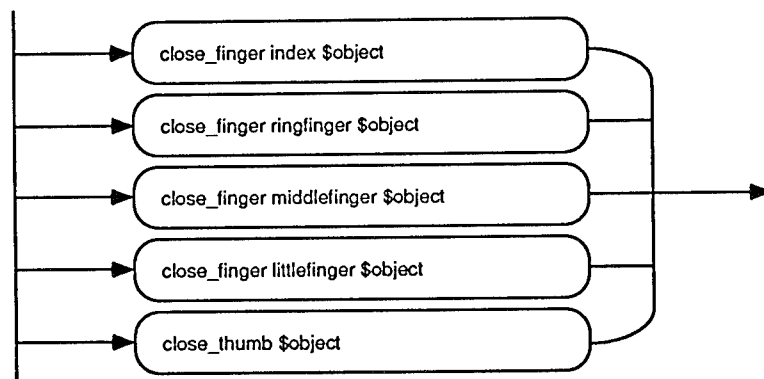 close_finger index $object
close_finger ringfinger $object
close_finger middlefinger $object
close_finger littlefinger $object
close_thumb $object